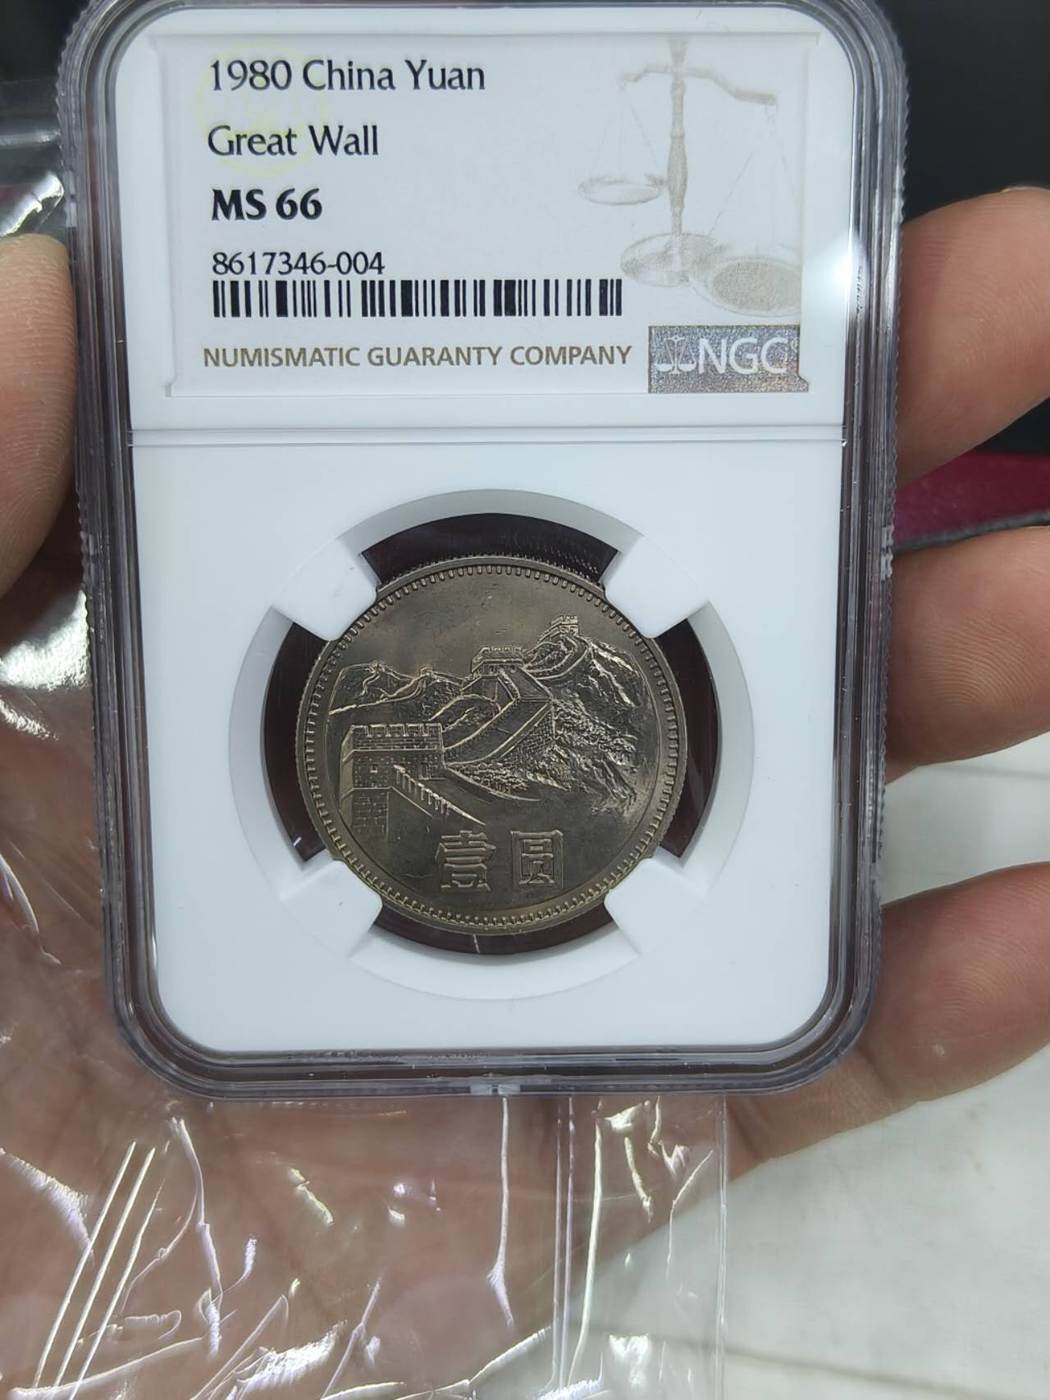 1980 China Yuan
Great Wall
MS 66
8617346-004
NUMISMATIC GUARANTY COMPANY
NGC
壹圆